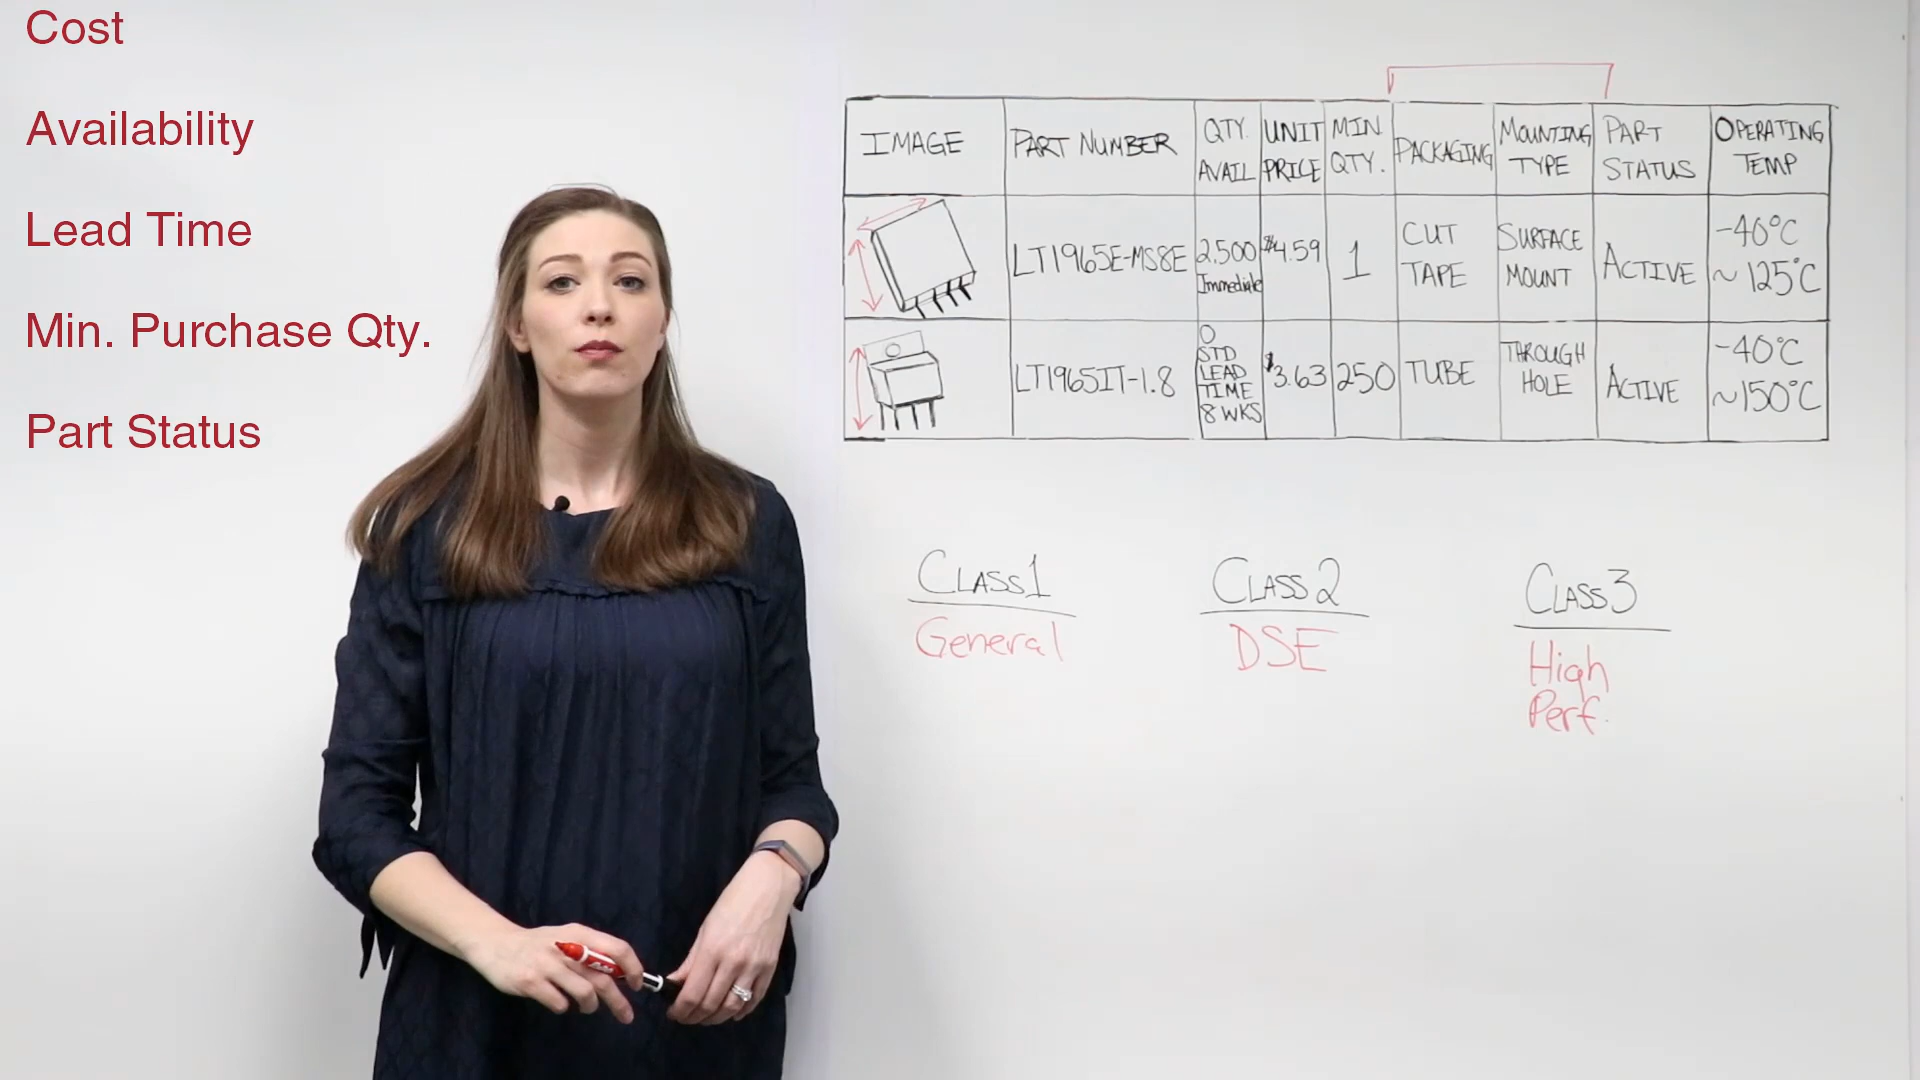 Cost
Availability
Lead Time
Min. Purchase Qty.
Part Status
IMAGE
PART NUMBER
QTY.
AVAIL
UNIT
PRICE
MIN
QTY.
PACKAGING
MOUNTING
TYPE
PART
STATUS
OPERATING
TEMP
LT1965E-MS8E
2.500
Immediate
$4.59
1
CUT
TAPE
SURFACE
MOUNT
ACTIVE
-40°C
~ 125°C
LT1965IT-1.8
0
STD
LEAD
TIME
8 WKS
$3.63
250
TUBE
THROUGH
HOLE
ACTIVE
-40°C
~150°C
CLASS 1
General
CLASS 2
DSE
CLASS 3
High
Perf.